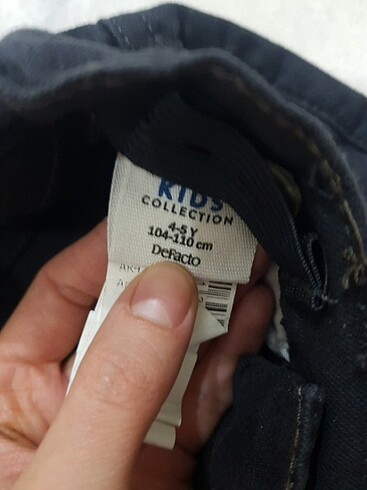 KIDS
COLLECTION
4-5 Y
104-110 cm
DeFacto